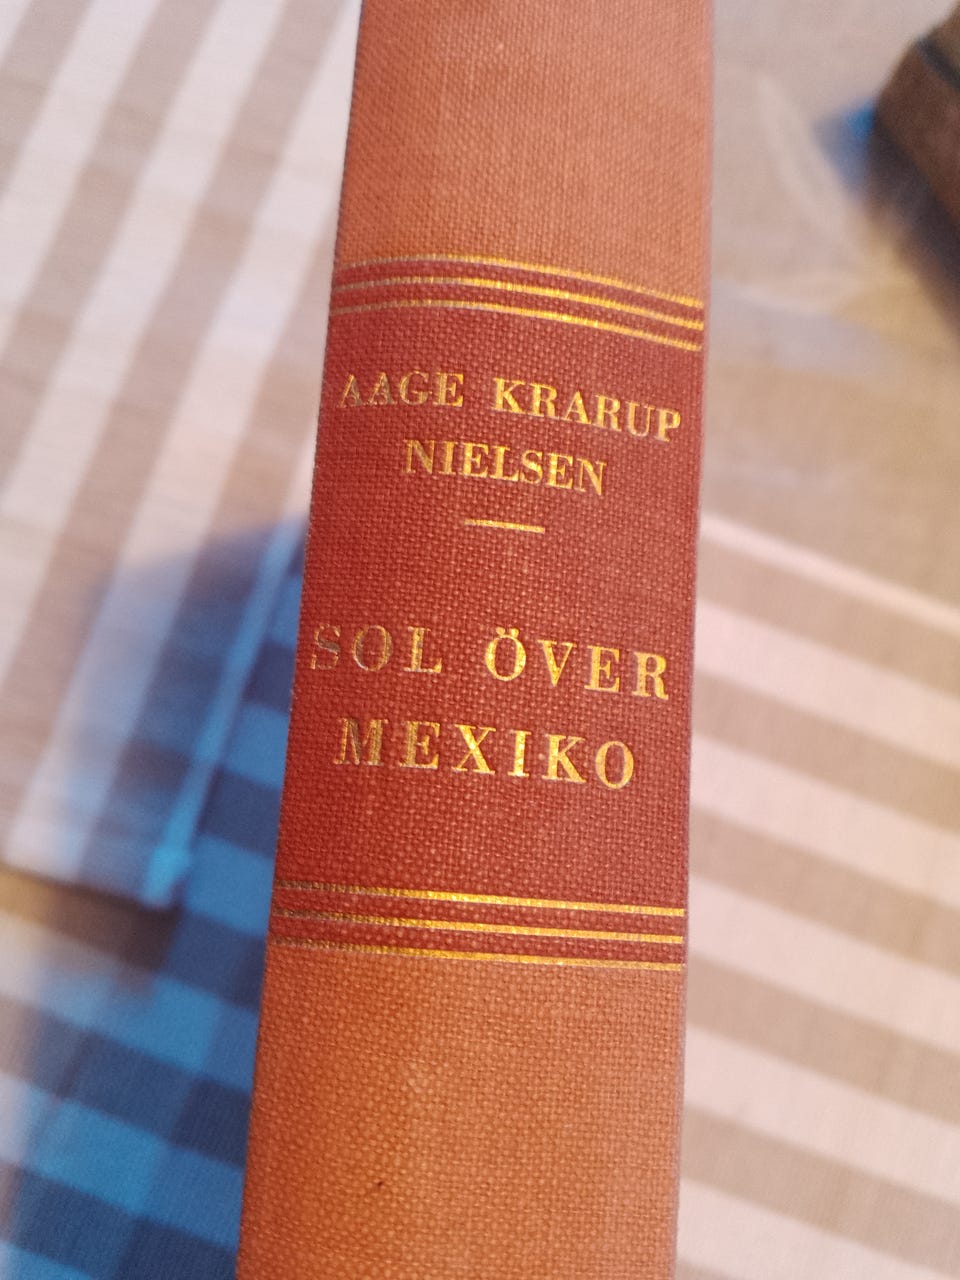 AAGE KRARUP
NIELSEN
SOL ÖVER
MEXIKO